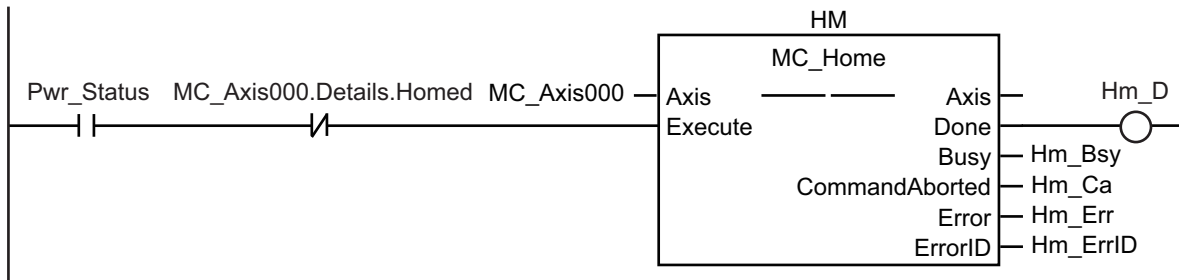 HM
MC_Home
Pwr_Status MC_Axis000.Details.Homed MC_Axis000 Axis Axis Hm_D
Execute Done
Busy Hm_Bsy
CommandAborted Hm_Ca
Error Hm_Err
ErrorID Hm_ErrID